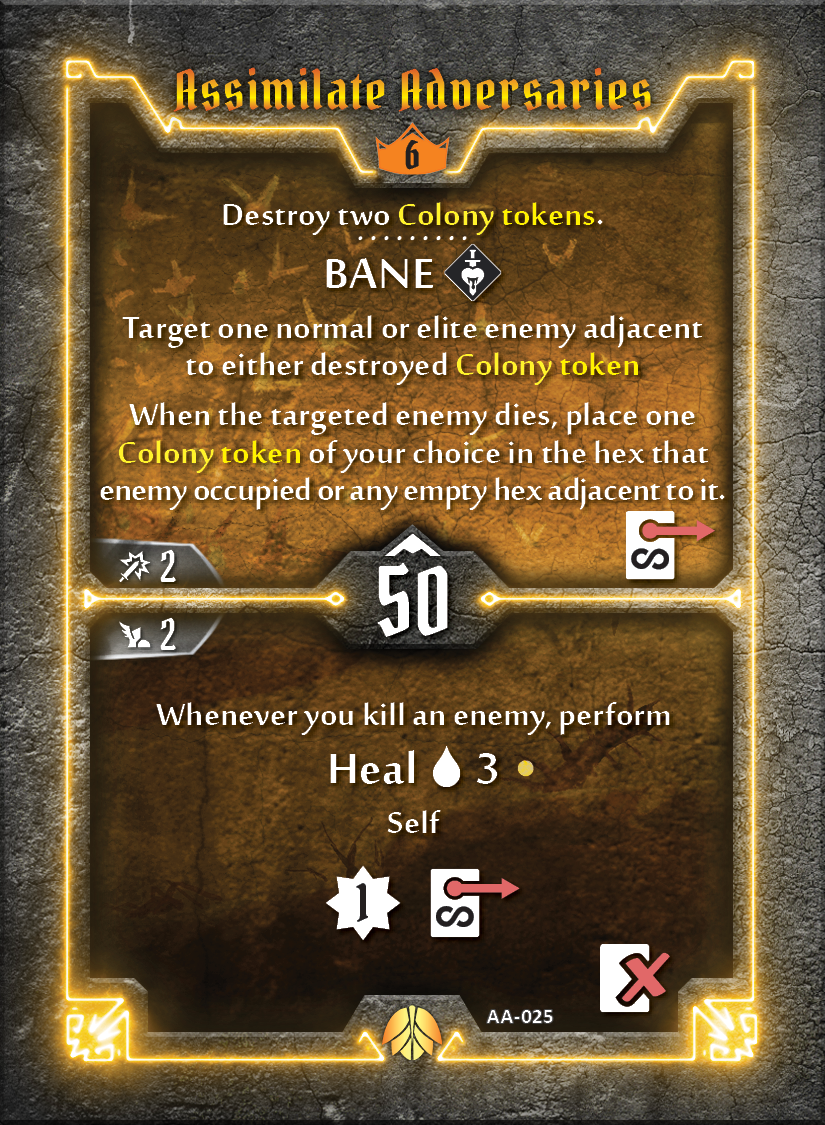 Assimilate Adversaries
6
Destroy two Colony tokens.
BANE
Target one normal or elite enemy adjacent
to either destroyed Colony token
When the targeted enemy dies, place one
Colony token of your choice in the hex that
enemy occupied or any empty hex adjacent to it.
2
50
2
Whenever you kill an enemy, perform
Heal 3
Self
1
AA-025